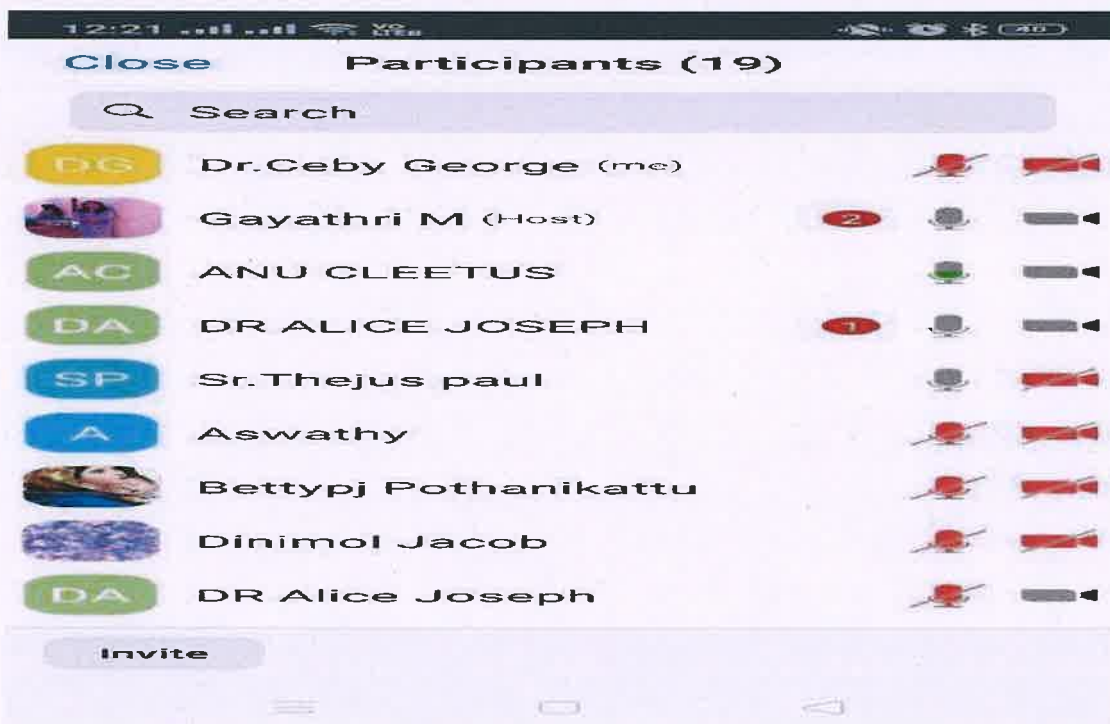 12:21
Close Participants (19)
Search
DG Dr.Ceby George (me)
Gayathri M (Host) 2
AC ANU CLEETUS
DA DR ALICE JOSEPH 1
SP Sr.Thejus paul
A Aswathy
Bettypj Pothanikattu
Dinimol Jacob
DA DR Alice Joseph
Invite